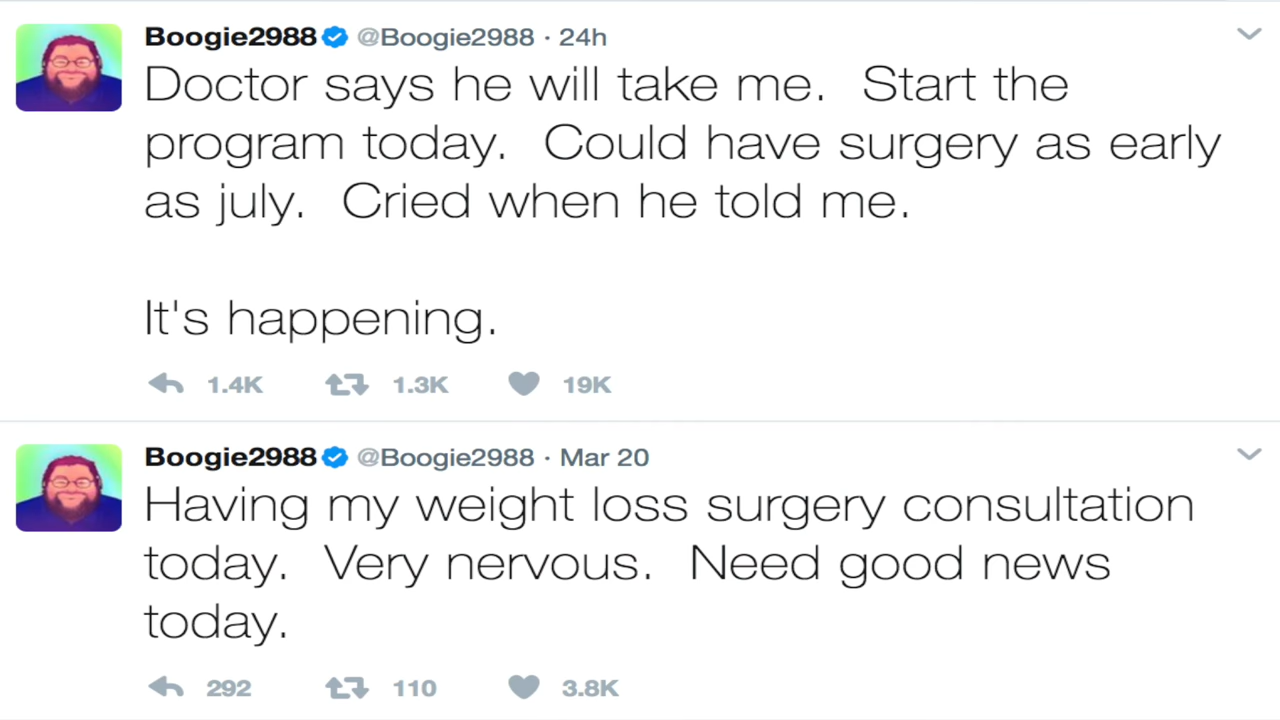 Boogie2988 @Boogie2988 · 24h
Doctor says he will take me. Start the
program today. Could have surgery as early
as july. Cried when he told me.
It's happening.
1.4K 1.3K 19K
Boogie2988 @Boogie2988 · Mar 20
Having my weight loss surgery consultation
today. Very nervous. Need good news
today.
292 110 3.8K